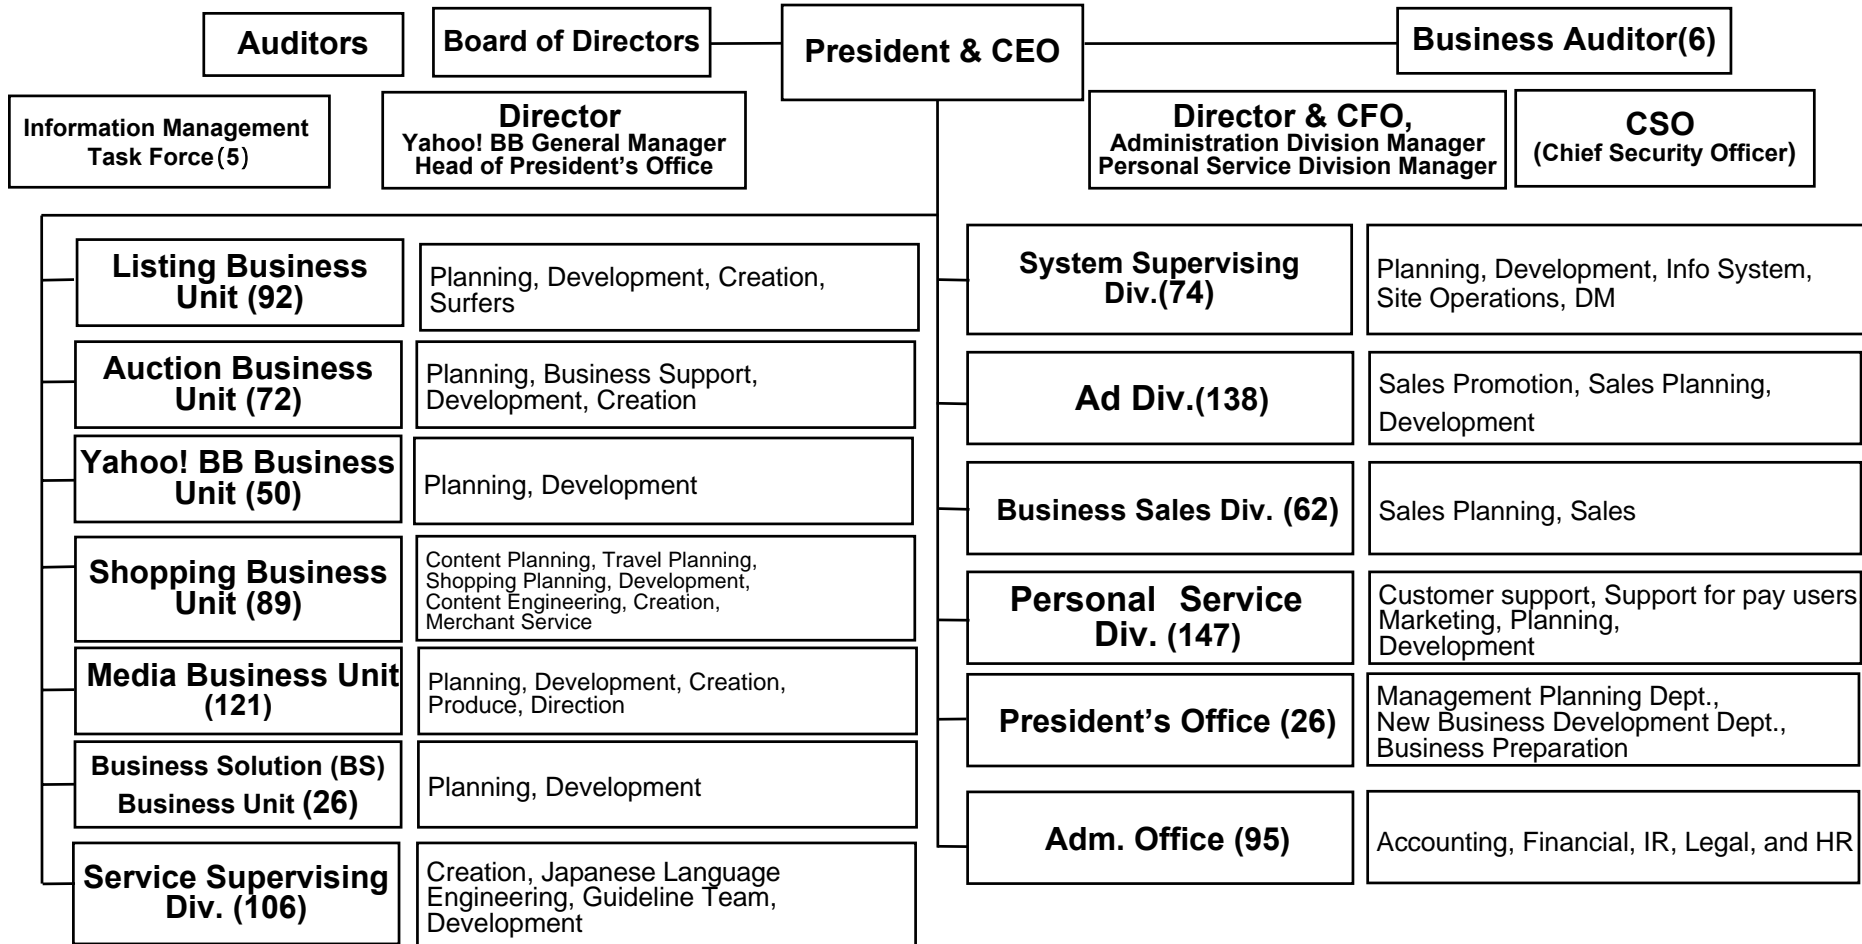 Auditors
Board of Directors
President & CEO
Business Auditor(6)
Information Management
Task Force(5)
Director
Yahoo! BB General Manager
Head of President's Office
Director & CFO,
Administration Division Manager
Personal Service Division Manager
CSO
(Chief Security Officer)
Listing Business
Unit (92)
Planning, Development, Creation,
Surfers
Auction Business
Unit (72)
Planning, Business Support,
Development, Creation
Yahoo! BB Business
Unit (50)
Planning, Development
Shopping Business
Unit (89)
Content Planning, Travel Planning,
Shopping Planning, Development,
Content Engineering, Creation,
Merchant Service
Media Business Unit
(121)
Planning, Development, Creation,
Produce, Direction
Business Solution (BS)
Business Unit (26)
Planning, Development
Service Supervising
Div. (106)
Creation, Japanese Language
Engineering, Guideline Team,
Development
System Supervising
Div.(74)
Planning, Development, Info System,
Site Operations, DM
Ad Div.(138)
Sales Promotion, Sales Planning,
Development
Business Sales Div. (62)
Sales Planning, Sales
Personal Service
Div. (147)
Customer support, Support for pay users
Marketing, Planning,
Development
President's Office (26)
Management Planning Dept.,
New Business Development Dept.,
Business Preparation
Adm. Office (95)
Accounting, Financial, IR, Legal, and HR